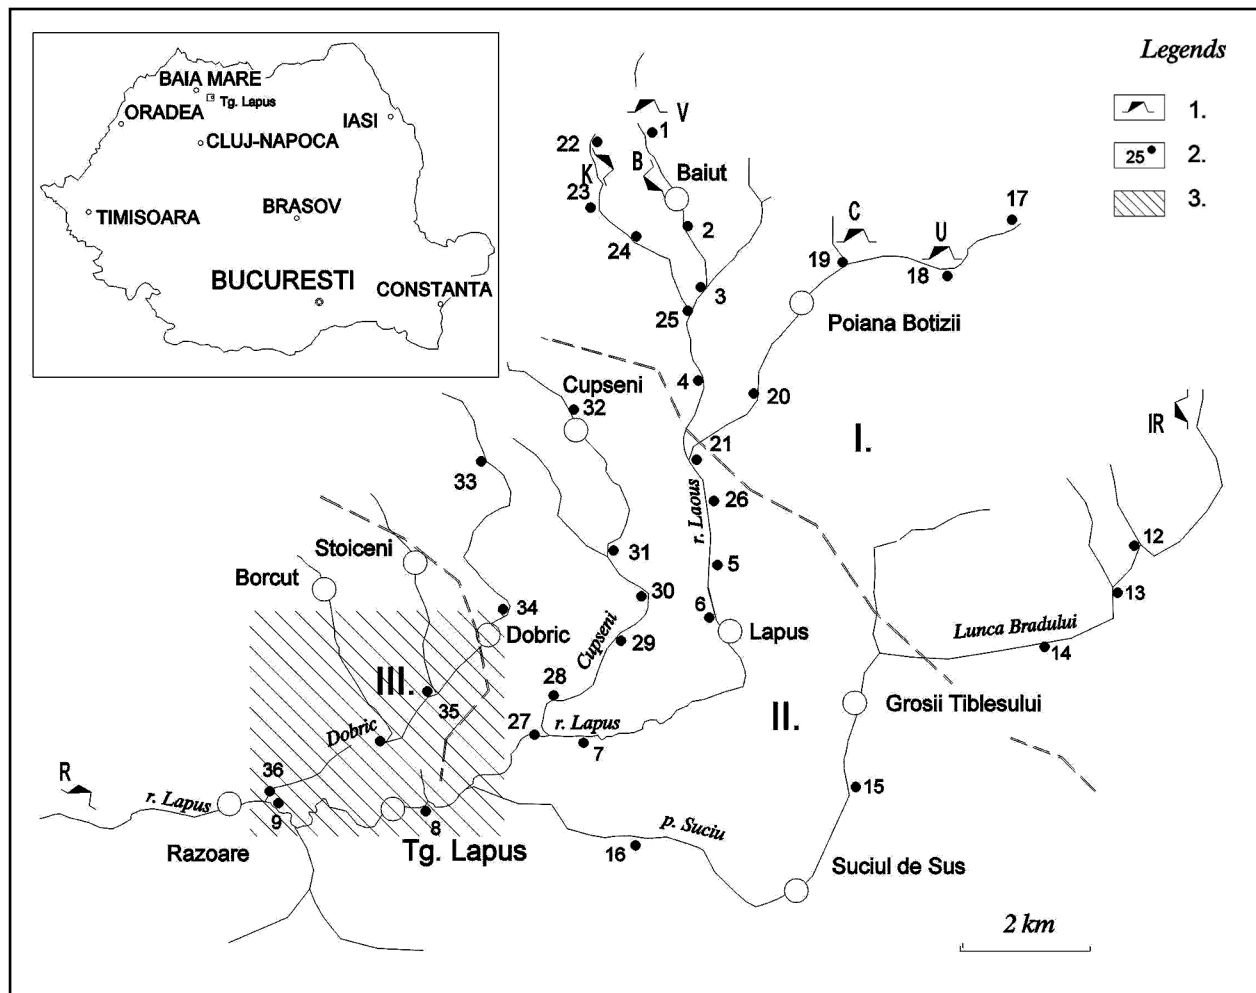 Legends
1.
25
2.
3.
BAIA MARE
Tg. Lapus
ORADEA
IASI
CLUJ-NAPOCA
TIMISOARA
BRASOV
BUCURESTI
CONSTANTA
V
1
22
B
K
Baiut
23
2
24
17
C
U
19
18
3
25
Poiana Botizii
4
20
Cupseni
32
IR
I.
21
33
26
r. Laous
Stoiceni
31
5
12
Borcut
30
13
34
6
Dobric
Cupseni
29
Lapus
Lunca Bradului
14
III.
35
28
II.
Grosii Tiblesului
27
r. Lapus
7
Dobric
R
36
15
r. Lapus
9
8
p. Suciu
Razoare
Tg. Lapus
16
Suciul de Sus
2 km